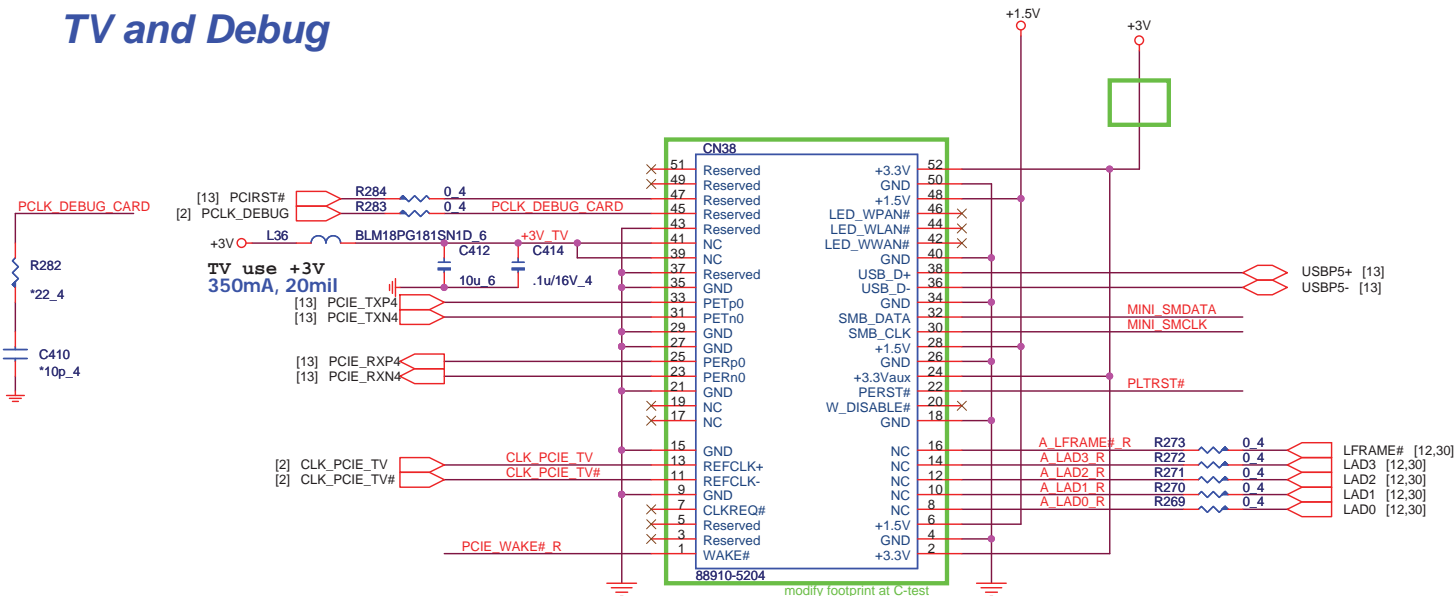 TV and Debug
+1.5V
+3V
CN38
51 Reserved +3.3V 52
49 Reserved GND 50
[13] PCIRST# R284 0_4 47 Reserved +1.5V 48
[2] PCLK_DEBUG R283 0_4 PCLK_DEBUG_CARD 45 Reserved LED_WPAN# 46
PCLK_DEBUG_CARD
43 Reserved LED_WLAN# 44
+3V L36 BLM18PG181SN1D_6 +3V_TV 41 NC LED_WWAN# 42
C412 C414 39 NC GND 40
R282
*22_4
TV use +3V
350mA, 20mil
10u_6 .1u/16V_4
37 Reserved USB_D+ 38 USBP5+ [13]
35 GND USB_D- 36 USBP5- [13]
[13] PCIE_TXP4 33 PETp0 GND 34
[13] PCIE_TXN4 31 PETn0 SMB_DATA 32 MINI_SMDATA
29 GND SMB_CLK 30 MINI_SMCLK
27 GND +1.5V 28
C410
*10p_4
[13] PCIE_RXP4 25 PERp0 GND 26
[13] PCIE_RXN4 23 PERn0 +3.3Vaux 24
21 GND PERST# 22 PLTRST#
19 NC W_DISABLE# 20
17 NC GND 18
15 GND NC 16 A_LFRAME#_R R273 0_4 LFRAME# [12,30]
[2] CLK_PCIE_TV CLK_PCIE_TV 13 REFCLK+ NC 14 A_LAD3_R R272 0_4 LAD3 [12,30]
[2] CLK_PCIE_TV# CLK_PCIE_TV# 11 REFCLK- NC 12 A_LAD2_R R271 0_4 LAD2 [12,30]
9 GND NC 10 A_LAD1_R R270 0_4 LAD1 [12,30]
7 CLKREQ# NC 8 A_LAD0_R R269 0_4 LAD0 [12,30]
5 Reserved +1.5V 6
3 Reserved GND 4
PCIE_WAKE#_R 1 WAKE# +3.3V 2
88910-5204
modify footprint at C-test